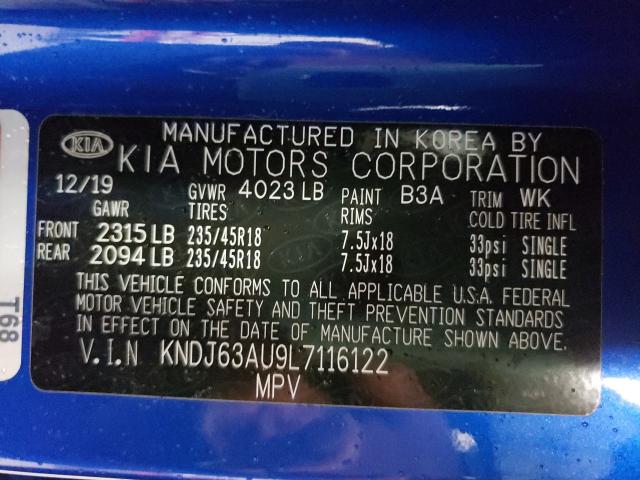 KIA MANUFACTURED IN KOREA BY
KIA MOTORS CORPORATION
12/19 GVWR 4023 LB PAINT B3A TRIM WK
GAWR TIRES RIMS COLD TIRE INFL
FRONT 2315 LB 235/45R18 7.5Jx18 33psi SINGLE
REAR 2094 LB 235/45R18 7.5Jx18 33psi SINGLE
THIS VEHICLE CONFORMS TO ALL APPLICABLE U.S.A. FEDERAL
MOTOR VEHICLE SAFETY AND THEFT PREVENTION STANDARDS
IN EFFECT ON THE DATE OF MANUFACTURE SHOWN ABOVE.
V.I.N KNDJ63AU9L7116122
MPV
T68